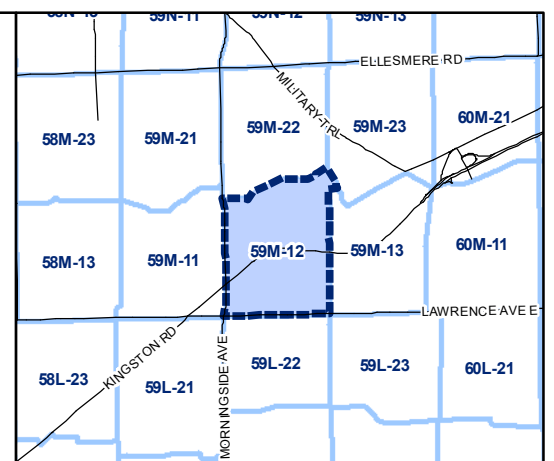 59N-11
59N-13
ELLESMERE RD
MILITARY TRL
58M-23
59M-21
59M-22
59M-23
60M-21
58M-13
59M-11
59M-12
59M-13
60M-11
LAWRENCE AVE E
KINGSTON RD
MORNINGSIDE AVE
58L-23
59L-21
59L-22
59L-23
60L-21